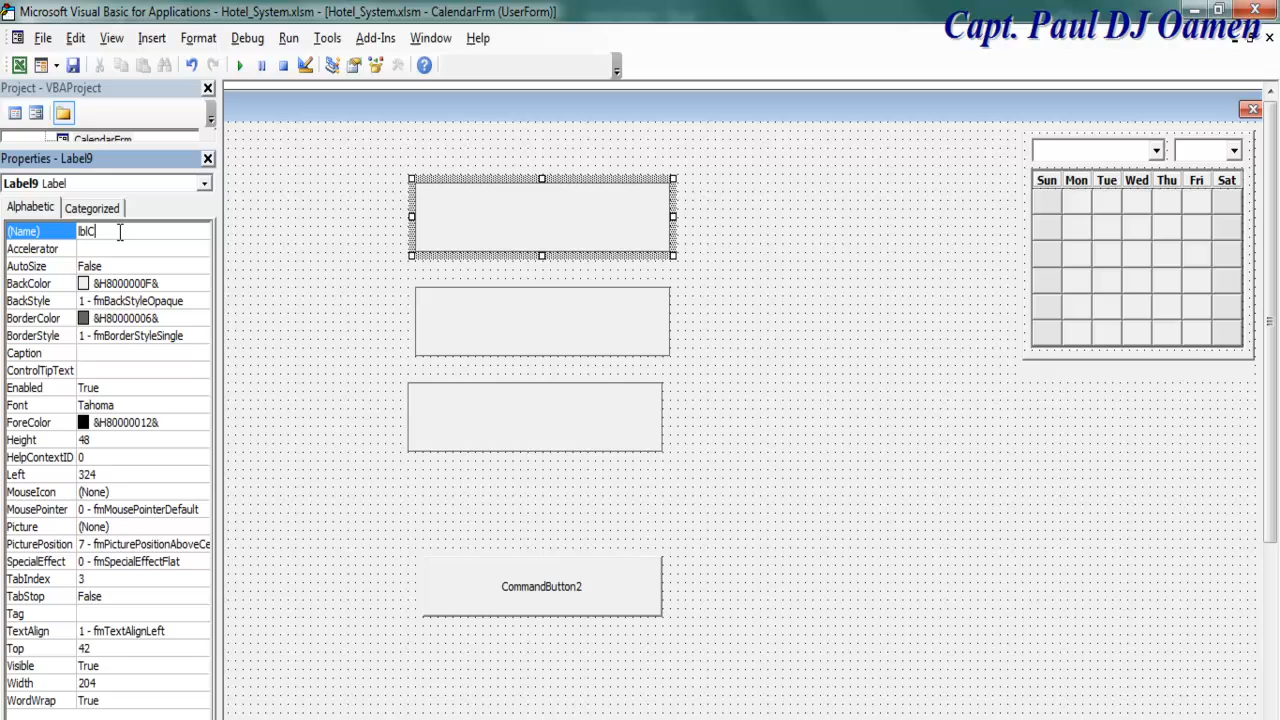 Microsoft Visual Basic for Applications - Hotel_System.xlsm - [Hotel_System.xlsm - CalendarFrm (UserForm)]
Capt. Paul DJ Oamen
File Edit View Insert Format Debug Run Tools Add-Ins Window Help
Project - VBAProject
CalendarFrm
Properties - Label9
Label9 Label
Alphabetic Categorized
(Name) lblC
Accelerator
AutoSize False
BackColor &H8000000F&
BackStyle 1 - fmBackStyleOpaque
BorderColor &H80000006&
BorderStyle 1 - fmBorderStyleSingle
Caption
ControlTipText
Enabled True
Font Tahoma
ForeColor &H80000012&
Height 48
HelpContextID 0
Left 324
MouseIcon (None)
MousePointer 0 - fmMousePointerDefault
Picture (None)
PicturePosition 7 - fmPicturePositionAboveCe
SpecialEffect 0 - fmSpecialEffectFlat
TabIndex 3
TabStop False
Tag
TextAlign 1 - fmTextAlignLeft
Top 42
Visible True
Width 204
WordWrap True
Sun Mon Tue Wed Thu Fri Sat
CommandButton2